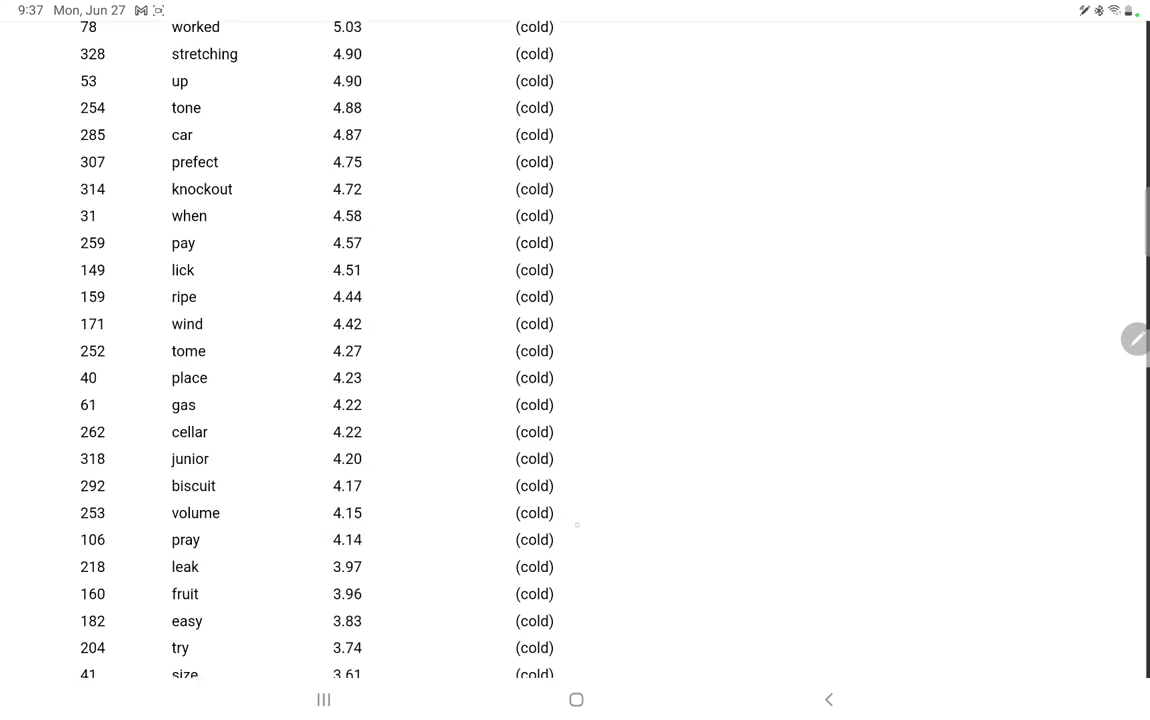 9:37 Mon, Jun 27
78 worked 5.03 (cold)
328 stretching 4.90 (cold)
53 up 4.90 (cold)
254 tone 4.88 (cold)
285 car 4.87 (cold)
307 prefect 4.75 (cold)
314 knockout 4.72 (cold)
31 when 4.58 (cold)
259 pay 4.57 (cold)
149 lick 4.51 (cold)
159 ripe 4.44 (cold)
171 wind 4.42 (cold)
252 tome 4.27 (cold)
40 place 4.23 (cold)
61 gas 4.22 (cold)
262 cellar 4.22 (cold)
318 junior 4.20 (cold)
292 biscuit 4.17 (cold)
253 volume 4.15 (cold)
106 pray 4.14 (cold)
218 leak 3.97 (cold)
160 fruit 3.96 (cold)
182 easy 3.83 (cold)
204 try 3.74 (cold)
41 size 3.61 (cold)